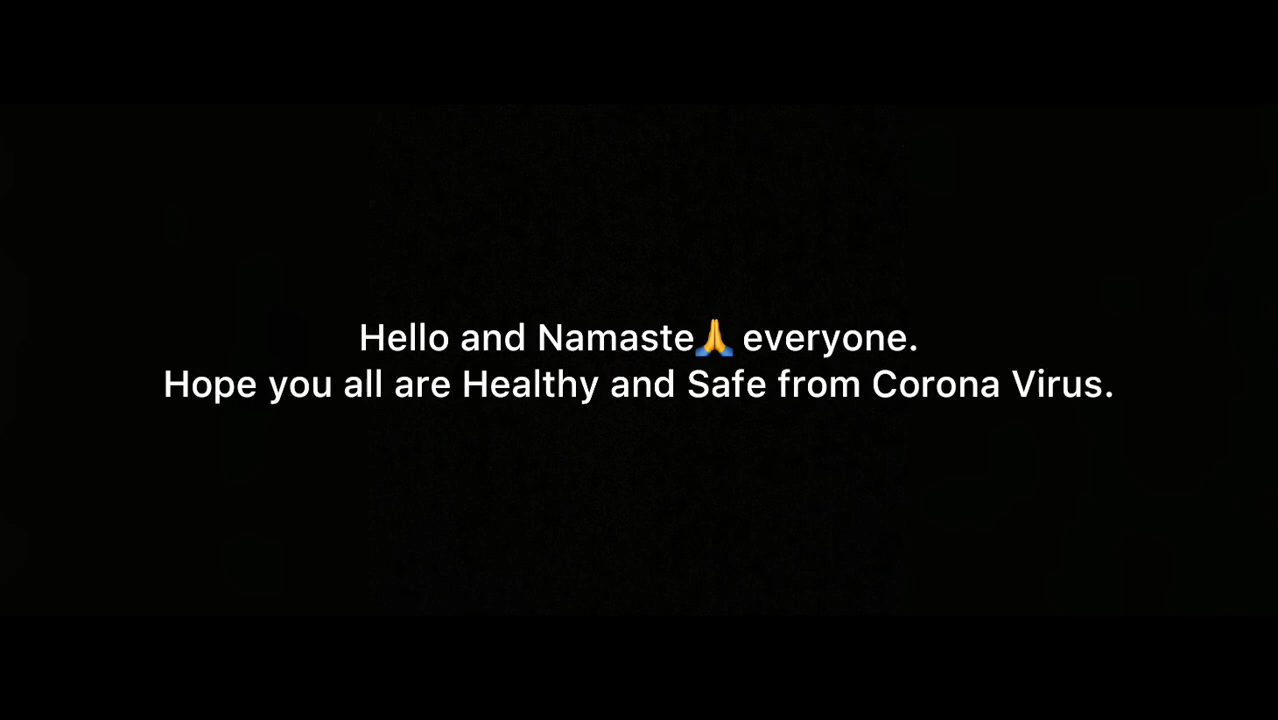 Hello and Namaste🙏 everyone.
Hope you all are Healthy and Safe from Corona Virus.